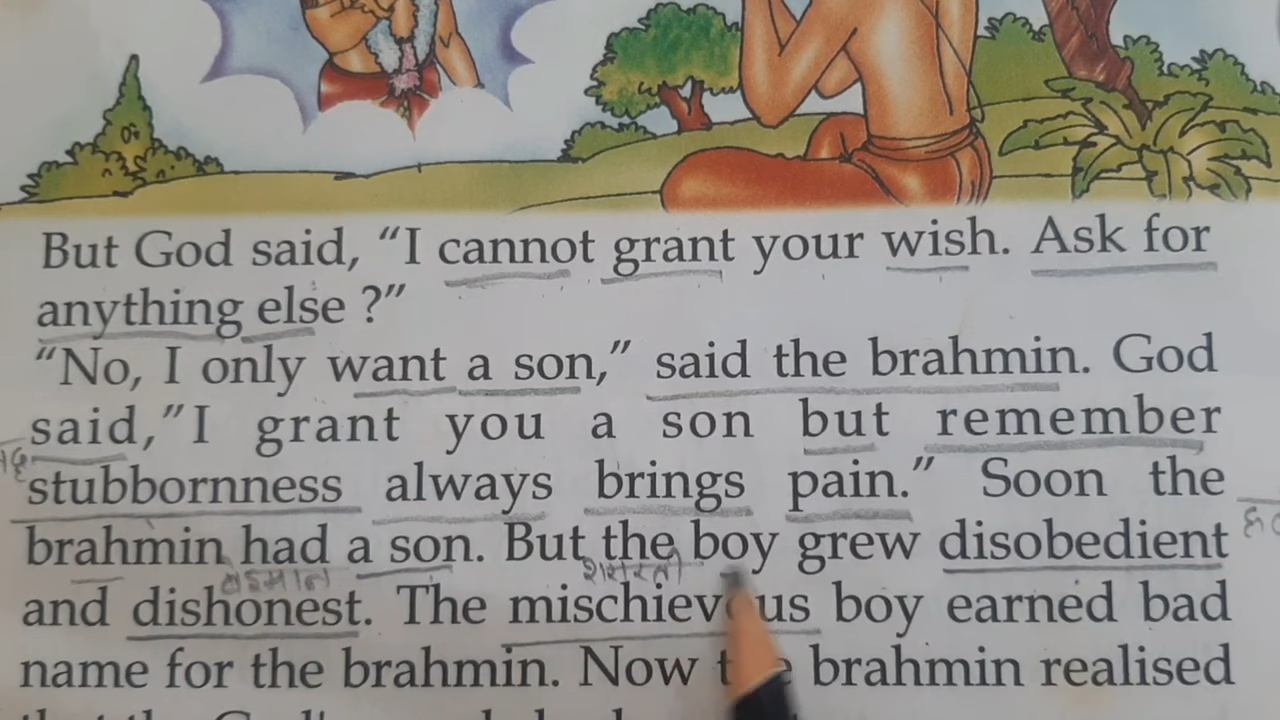 But God said, “I cannot grant your wish. Ask for
anything else ?”
“No, I only want a son,” said the brahmin. God
said,”I grant you a son but remember
stubbornness always brings pain.” Soon the
brahmin had a son. But the boy grew disobedient
शरारती
and dishonest. The mischievous boy earned bad
name for the brahmin. Now the brahmin realised